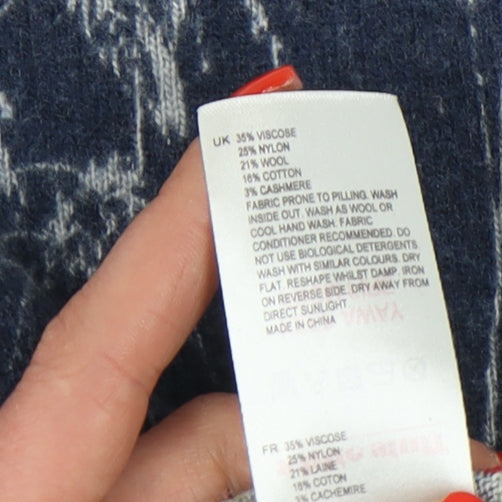 UK 35% VISCOSE
25% NYLON
21% WOOL
16% COTTON
3% CASHMERE
FABRIC PRONE TO PILLING. WASH
INSIDE OUT. WASH AS WOOL OR
COOL HAND WASH. FABRIC
CONDITIONER RECOMMENDED. DO
NOT USE BIOLOGICAL DETERGENTS.
WASH WITH SIMILAR COLOURS. DRY
FLAT. RESHAPE WHILST DAMP. IRON
ON REVERSE SIDE. DRY AWAY FROM
DIRECT SUNLIGHT
MADE IN CHINA
FR 35% VISCOSE
25% NYLON
21% LAINE
16% COTON
3% CACHEMIRE